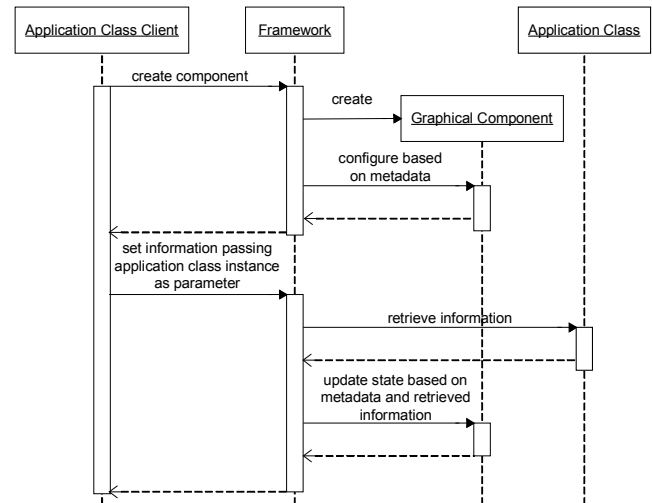 Application Class Client
Framework
Application Class
create component
create
Graphical Component
configure based
on metadata
set information passing
application class instance
as parameter
retrieve information
update state based on
metadata and retrieved
information